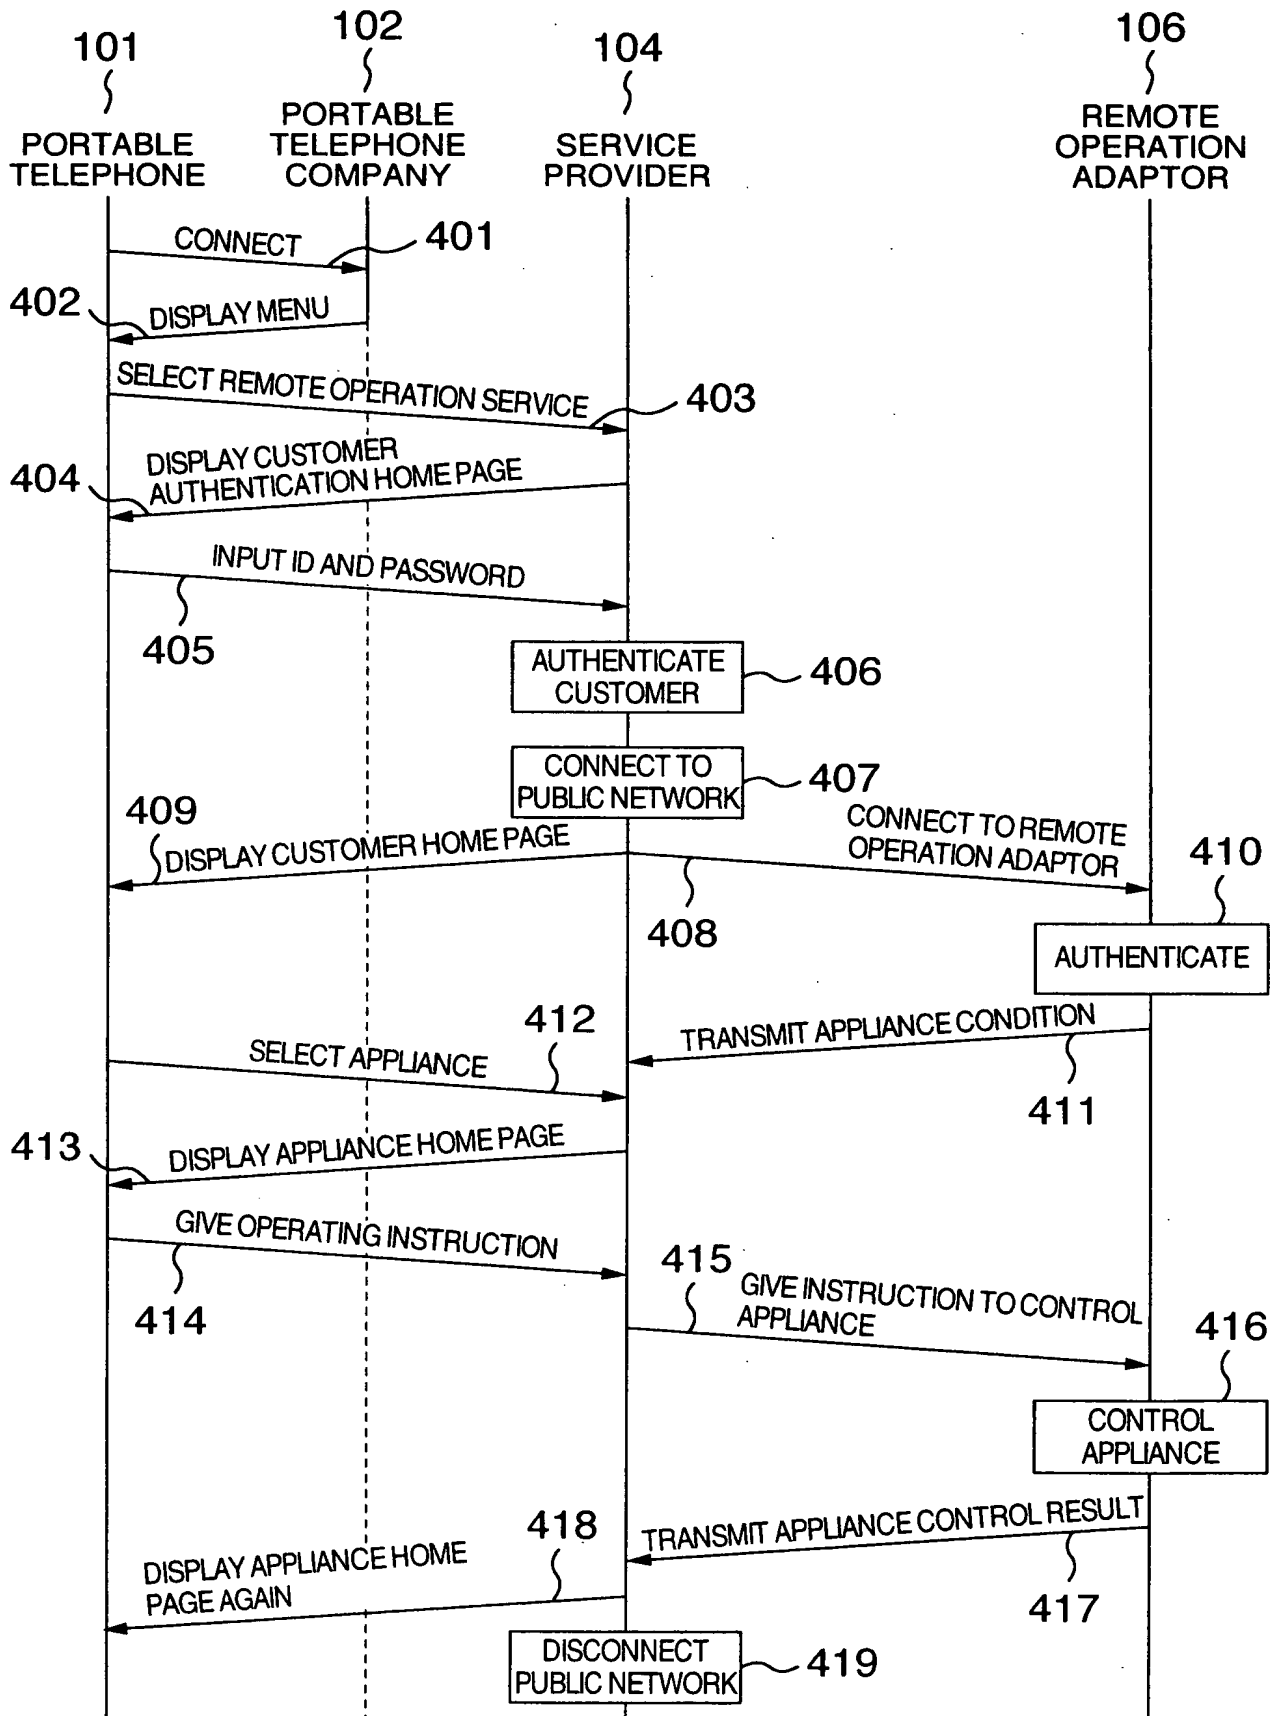 101
102
104
106
PORTABLE
TELEPHONE
PORTABLE
TELEPHONE
COMPANY
SERVICE
PROVIDER
REMOTE
OPERATION
ADAPTOR
CONNECT
401
402
DISPLAY MENU
SELECT REMOTE OPERATION SERVICE
403
404
DISPLAY CUSTOMER
AUTHENTICATION HOME PAGE
INPUT ID AND PASSWORD
405
AUTHENTICATE
CUSTOMER
406
CONNECT TO
PUBLIC NETWORK
407
409
DISPLAY CUSTOMER HOME PAGE
CONNECT TO REMOTE
OPERATION ADAPTOR
408
410
AUTHENTICATE
412
SELECT APPLIANCE
TRANSMIT APPLIANCE CONDITION
411
413
DISPLAY APPLIANCE HOME PAGE
GIVE OPERATING INSTRUCTION
414
415
GIVE INSTRUCTION TO CONTROL
APPLIANCE
416
CONTROL
APPLIANCE
418
TRANSMIT APPLIANCE CONTROL RESULT
417
DISPLAY APPLIANCE HOME
PAGE AGAIN
DISCONNECT
PUBLIC NETWORK
419